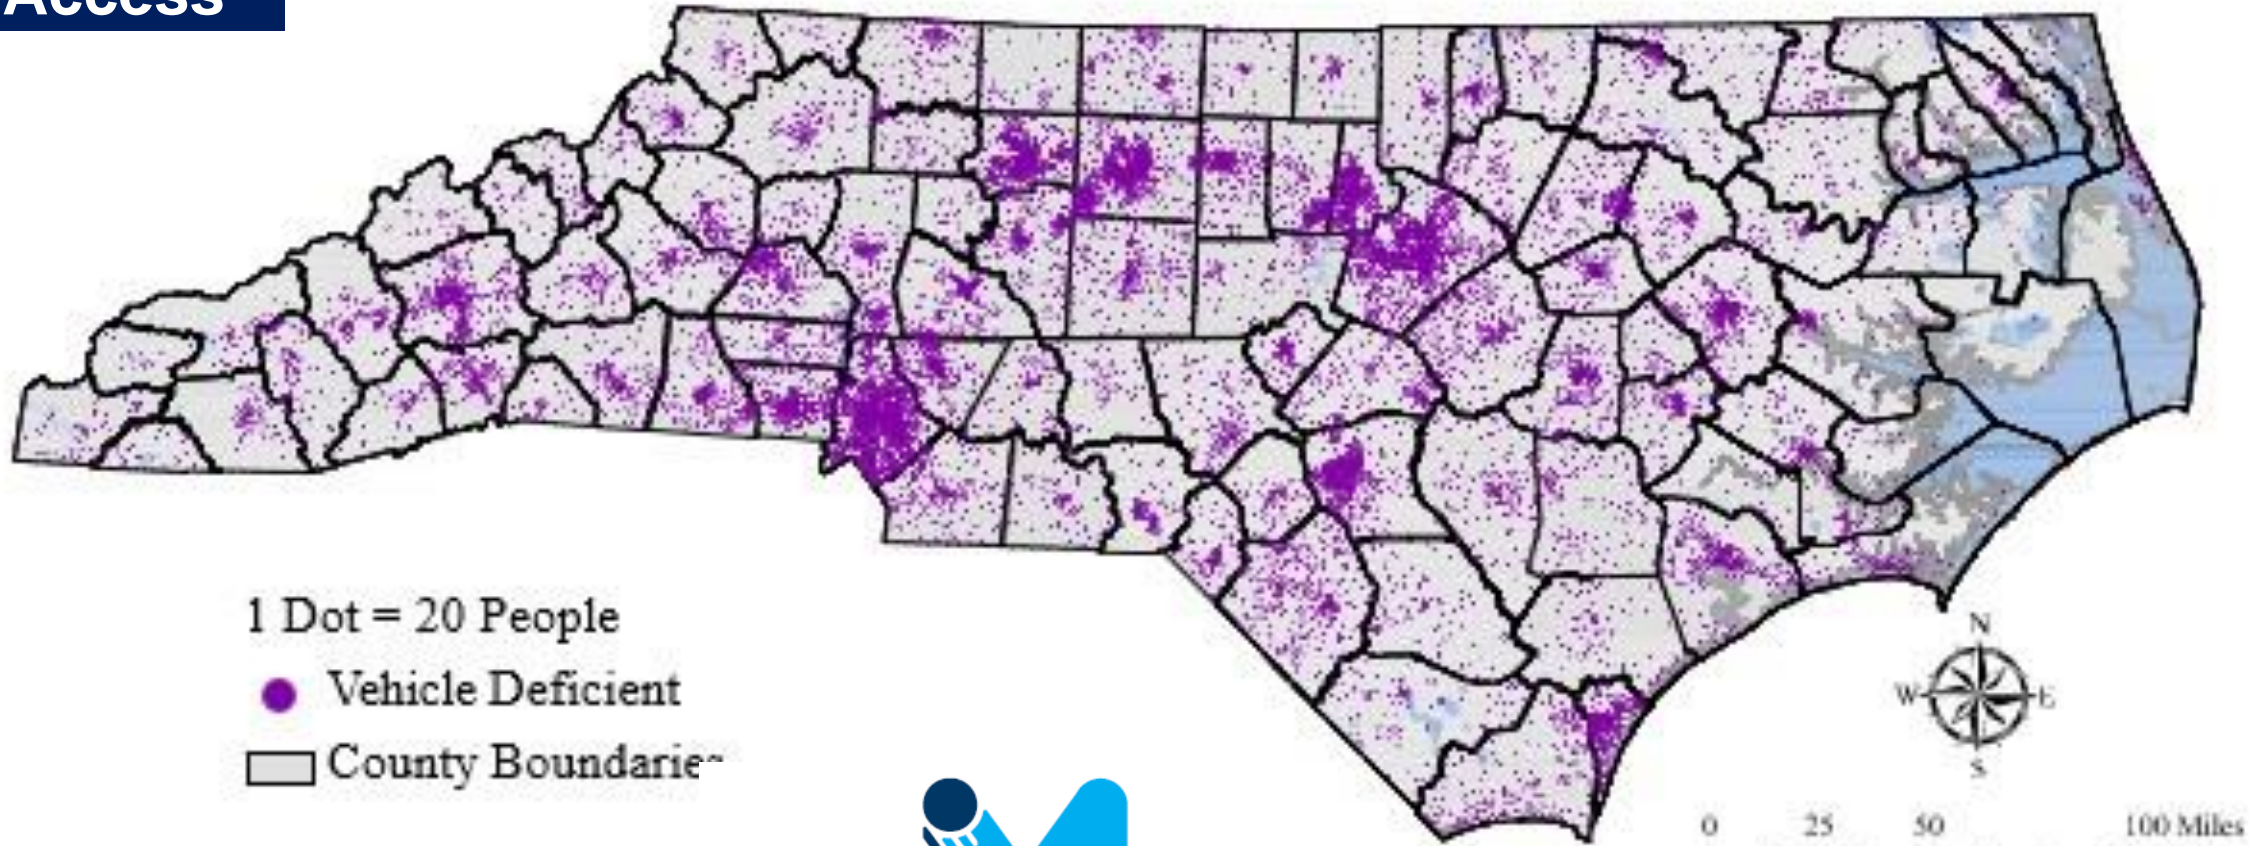 Access
1 Dot = 20 People
Vehicle Deficient
County Boundaries
N
W E
S
0 25 50 100 Miles